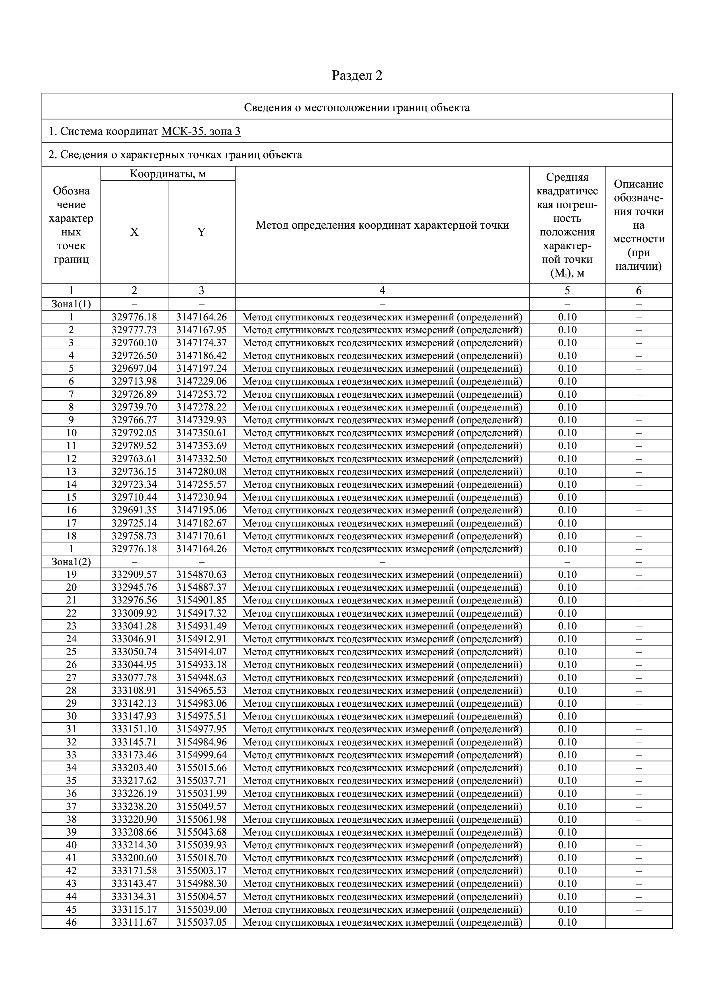 Раздел 2
Сведения о местоположении границ объекта
1. Система координат МСК-35, зона 3
2. Сведения о характерных точках границ объекта
Обозна
чение
характер
ных
точек
границ
Координаты, м
X
Y
Метод определения координат характерной точки
Средняя
квадратичес
кая погреш-
ность
положения
характер-
ной точки
(Mt), м
Описание
обозначе-
ния точки
на
местности
(при
наличии)
1 2 3 4 5 6
Зона1(1) – – – – –
1 329776.18 3147164.26 Метод спутниковых геодезических измерений (определений) 0.10 –
2 329777.73 3147167.95 Метод спутниковых геодезических измерений (определений) 0.10 –
3 329760.10 3147174.37 Метод спутниковых геодезических измерений (определений) 0.10 –
4 329726.50 3147186.42 Метод спутниковых геодезических измерений (определений) 0.10 –
5 329697.04 3147197.24 Метод спутниковых геодезических измерений (определений) 0.10 –
6 329713.98 3147229.06 Метод спутниковых геодезических измерений (определений) 0.10 –
7 329726.89 3147253.72 Метод спутниковых геодезических измерений (определений) 0.10 –
8 329739.70 3147278.22 Метод спутниковых геодезических измерений (определений) 0.10 –
9 329766.77 3147329.93 Метод спутниковых геодезических измерений (определений) 0.10 –
10 329792.05 3147350.61 Метод спутниковых геодезических измерений (определений) 0.10 –
11 329789.52 3147353.69 Метод спутниковых геодезических измерений (определений) 0.10 –
12 329763.61 3147332.50 Метод спутниковых геодезических измерений (определений) 0.10 –
13 329736.15 3147280.08 Метод спутниковых геодезических измерений (определений) 0.10 –
14 329723.34 3147255.57 Метод спутниковых геодезических измерений (определений) 0.10 –
15 329710.44 3147230.94 Метод спутниковых геодезических измерений (определений) 0.10 –
16 329691.35 3147195.06 Метод спутниковых геодезических измерений (определений) 0.10 –
17 329725.14 3147182.67 Метод спутниковых геодезических измерений (определений) 0.10 –
18 329758.73 3147170.61 Метод спутниковых геодезических измерений (определений) 0.10 –
1 329776.18 3147164.26 Метод спутниковых геодезических измерений (определений) 0.10 –
Зона1(2) – – – – –
19 332909.57 3154870.63 Метод спутниковых геодезических измерений (определений) 0.10 –
20 332945.76 3154887.37 Метод спутниковых геодезических измерений (определений) 0.10 –
21 332976.56 3154901.85 Метод спутниковых геодезических измерений (определений) 0.10 –
22 333009.92 3154917.32 Метод спутниковых геодезических измерений (определений) 0.10 –
23 333041.28 3154931.49 Метод спутниковых геодезических измерений (определений) 0.10 –
24 333046.91 3154912.91 Метод спутниковых геодезических измерений (определений) 0.10 –
25 333050.74 3154914.07 Метод спутниковых геодезических измерений (определений) 0.10 –
26 333044.95 3154933.18 Метод спутниковых геодезических измерений (определений) 0.10 –
27 333077.78 3154948.63 Метод спутниковых геодезических измерений (определений) 0.10 –
28 333108.91 3154965.53 Метод спутниковых геодезических измерений (определений) 0.10 –
29 333142.13 3154983.06 Метод спутниковых геодезических измерений (определений) 0.10 –
30 333147.93 3154975.51 Метод спутниковых геодезических измерений (определений) 0.10 –
31 333151.10 3154977.95 Метод спутниковых геодезических измерений (определений) 0.10 –
32 333145.71 3154984.96 Метод спутниковых геодезических измерений (определений) 0.10 –
33 333173.46 3154999.64 Метод спутниковых геодезических измерений (определений) 0.10 –
34 333203.40 3155015.66 Метод спутниковых геодезических измерений (определений) 0.10 –
35 333217.62 3155037.71 Метод спутниковых геодезических измерений (определений) 0.10 –
36 333226.19 3155031.99 Метод спутниковых геодезических измерений (определений) 0.10 –
37 333238.20 3155049.57 Метод спутниковых геодезических измерений (определений) 0.10 –
38 333220.90 3155061.98 Метод спутниковых геодезических измерений (определений) 0.10 –
39 333208.66 3155043.68 Метод спутниковых геодезических измерений (определений) 0.10 –
40 333214.30 3155039.93 Метод спутниковых геодезических измерений (определений) 0.10 –
41 333200.60 3155018.70 Метод спутниковых геодезических измерений (определений) 0.10 –
42 333171.58 3155003.17 Метод спутниковых геодезических измерений (определений) 0.10 –
43 333143.47 3154988.30 Метод спутниковых геодезических измерений (определений) 0.10 –
44 333134.31 3155004.57 Метод спутниковых геодезических измерений (определений) 0.10 –
45 333115.17 3155039.00 Метод спутниковых геодезических измерений (определений) 0.10 –
46 333111.67 3155037.05 Метод спутниковых геодезических измерений (определений) 0.10 –